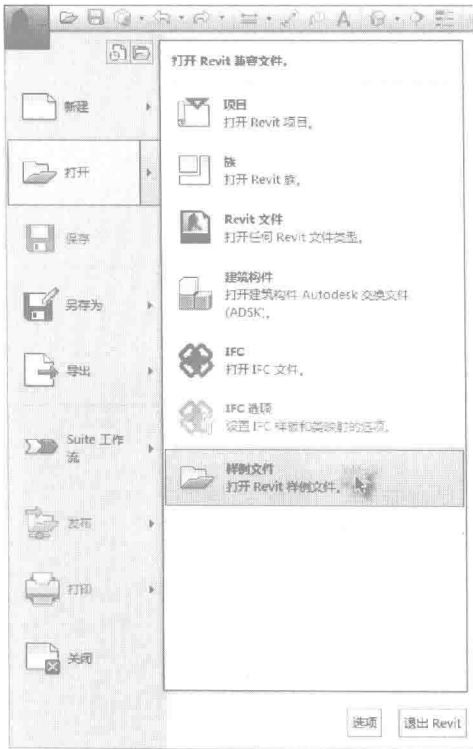 打开 Revit 兼容文件。
新建
打开
保存
另存为
导出
Suite 工作
流
发布
打印
关闭
项目
打开 Revit 项目。
族
打开 Revit 族。
Revit 文件
打开任何 Revit 文件类型。
建筑构件
打开建筑构件 Autodesk 交换文件
(ADSK)。
IFC
打开 IFC 文件。
IFC 选项
设置 IFC 样板和类映射的选项。
样例文件
打开 Revit 样例文件。
选项
退出 Revit